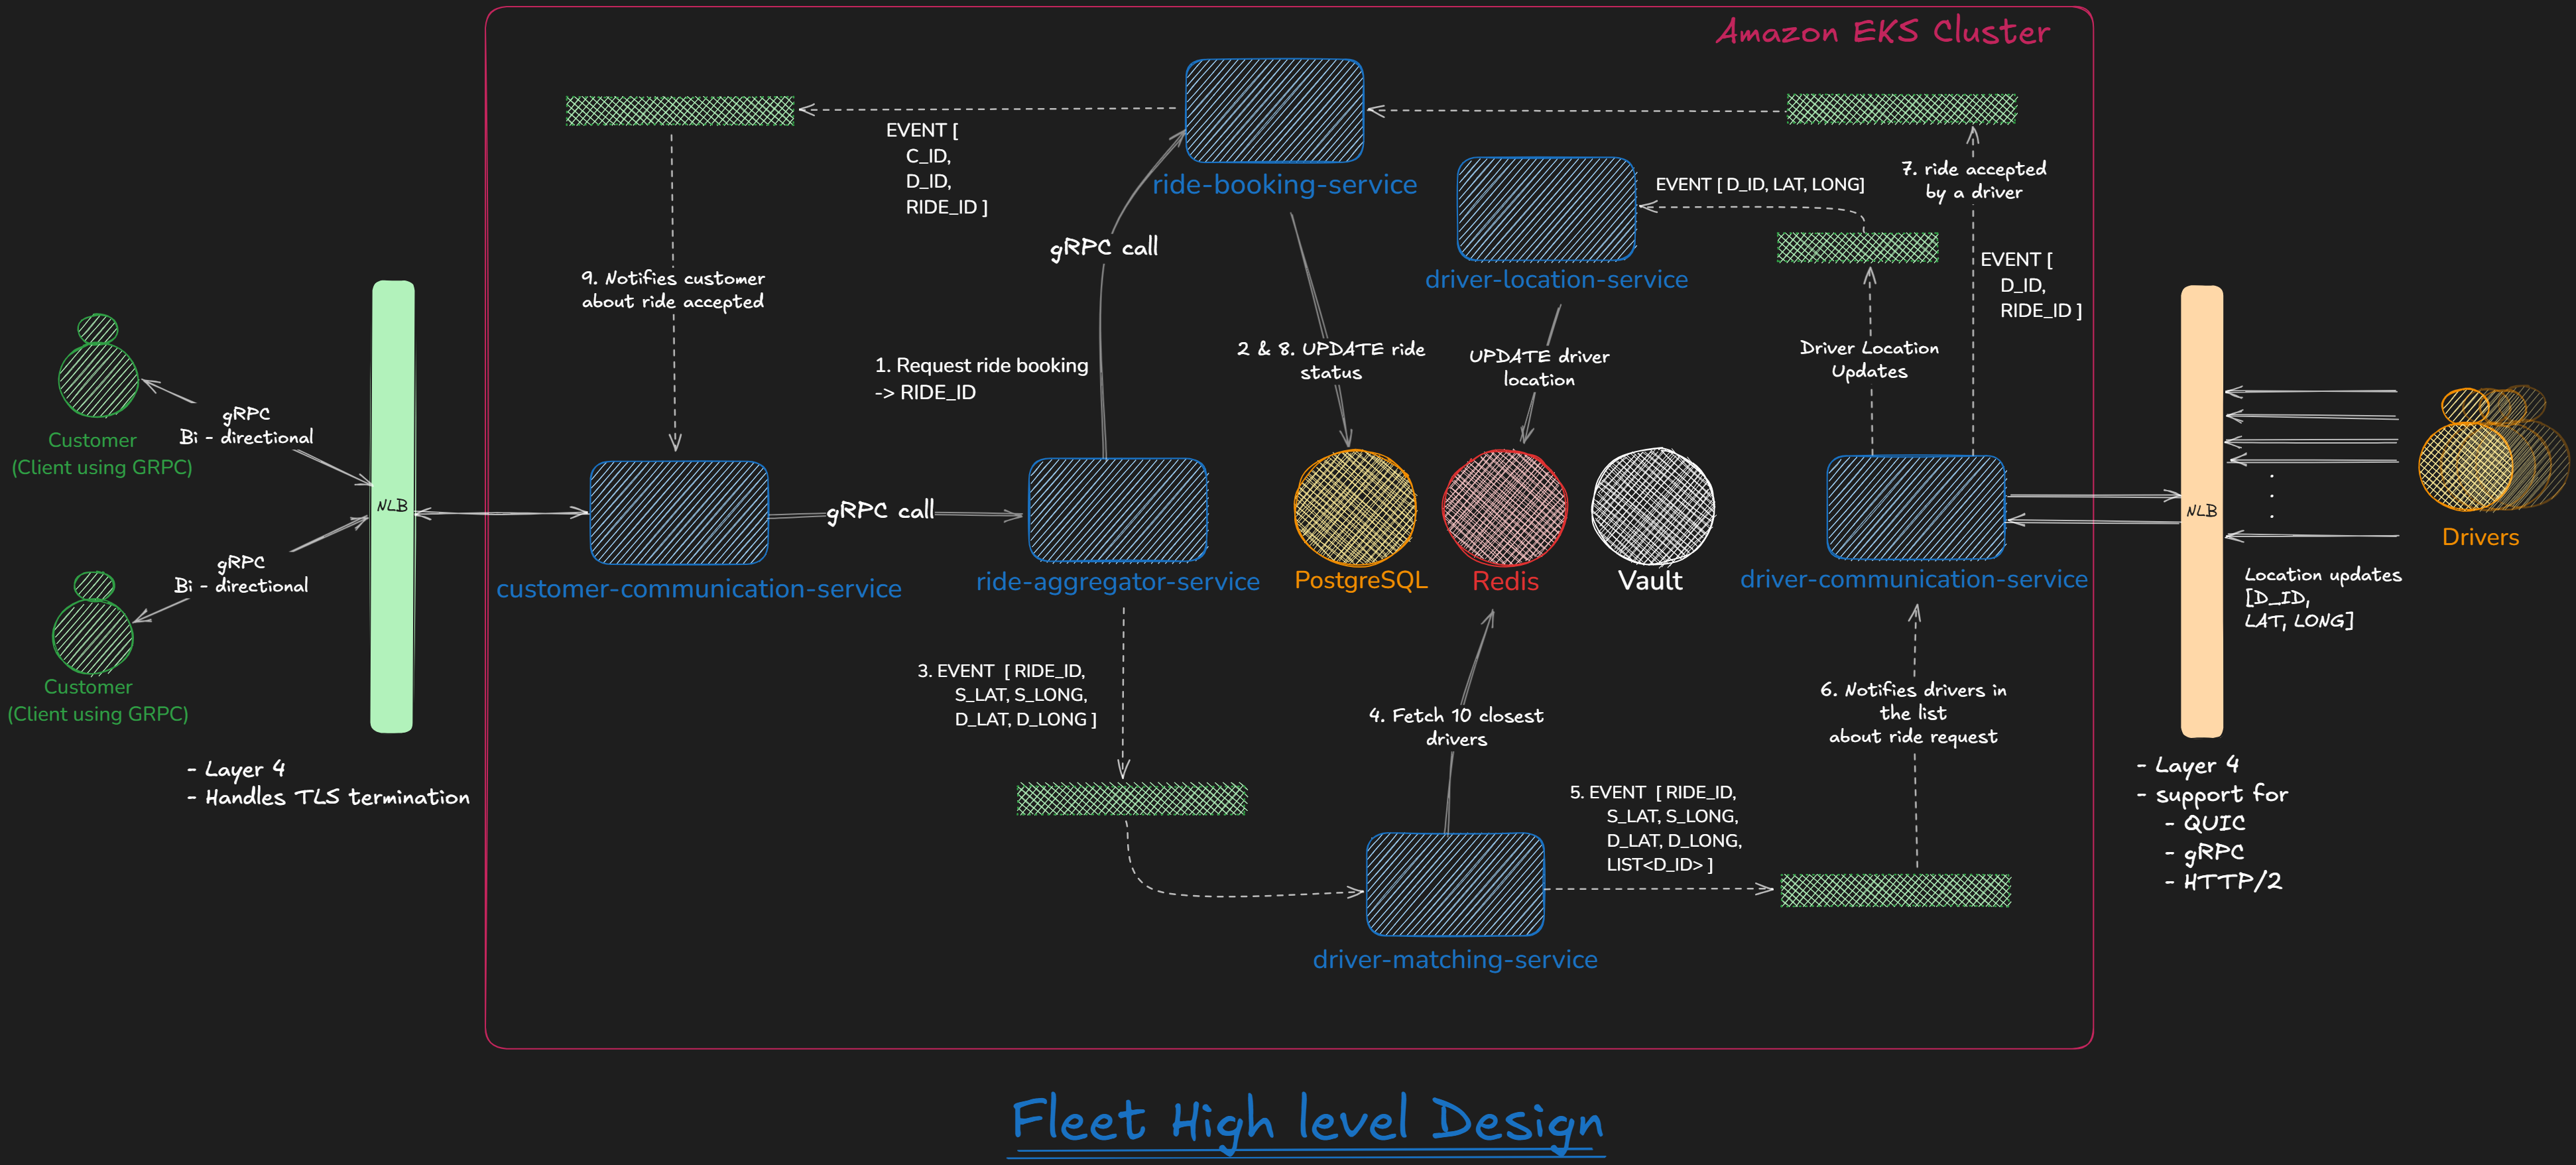 Amazon EKS Cluster
EVENT [
C_ID,
D_ID,
RIDE_ID ]
ride-booking-service
EVENT [ D_ID, LAT, LONG]
7. ride accepted
by a driver
gRPC call
driver-location-service
EVENT [
D_ID,
RIDE_ID ]
9. Notifies customer
about ride accepted
1. Request ride booking
-> RIDE_ID
2 & 8. UPDATE ride
status
UPDATE driver
location
Driver Location
Updates
gRPC
Bi - directional
Customer
(Client using GRPC)
NLB
gRPC call
NLB
gRPC
Bi - directional
Customer
(Client using GRPC)
customer-communication-service
ride-aggregator-service
PostgreSQL
Redis
Vault
driver-communication-service
Drivers
Location updates
[D_ID,
LAT, LONG]
3. EVENT [ RIDE_ID,
S_LAT, S_LONG,
D_LAT, D_LONG ]
4. Fetch 10 closest
drivers
6. Notifies drivers in
the list
about ride request
- Layer 4
- Handles TLS termination
5. EVENT [ RIDE_ID,
S_LAT, S_LONG,
D_LAT, D_LONG,
LIST<D_ID> ]
- Layer 4
- support for
- QUIC
- gRPC
- HTTP/2
driver-matching-service
Fleet High level Design